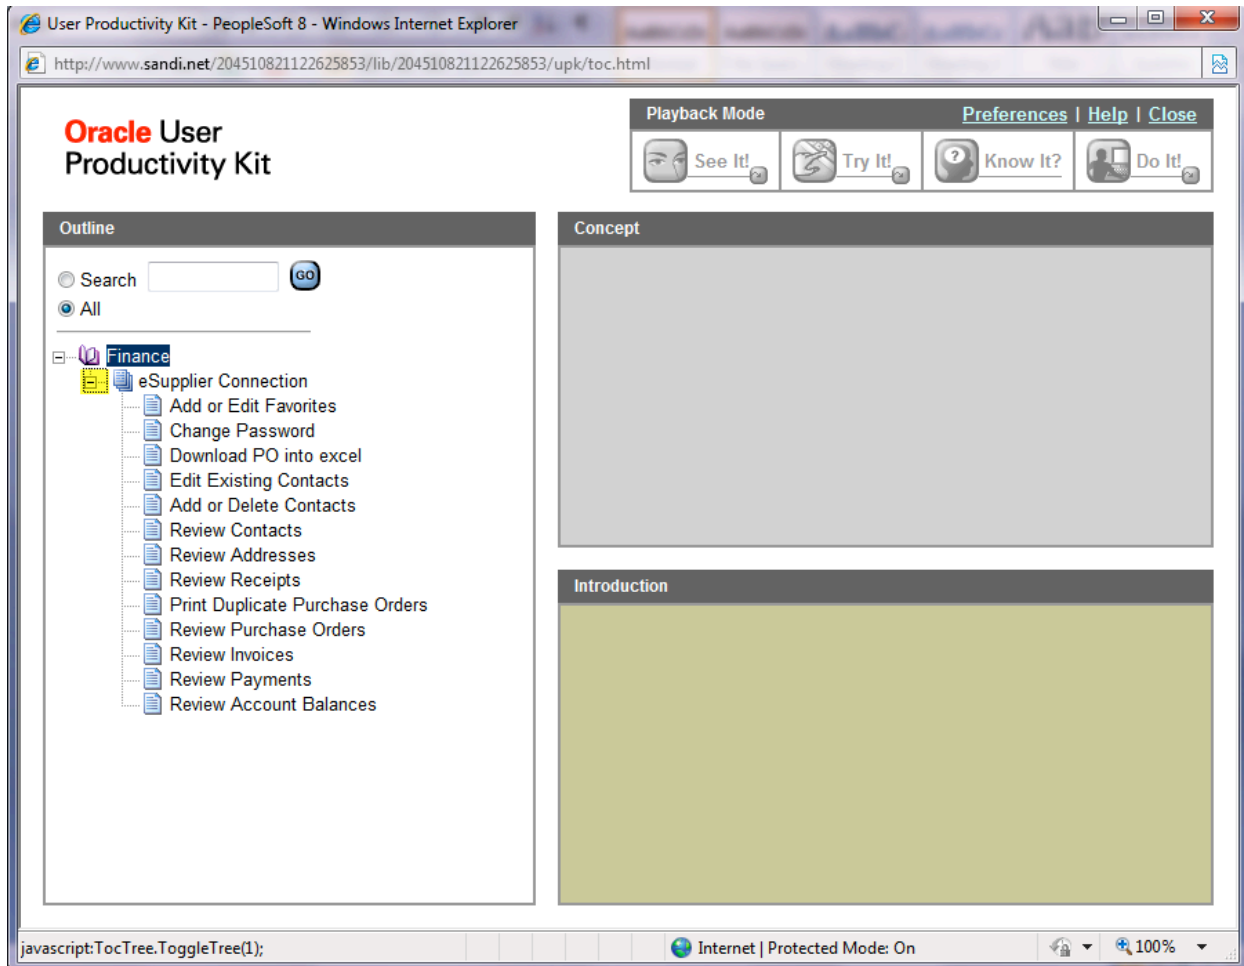 User Productivity Kit - PeopleSoft 8 - Windows Internet Explorer
http://www.sandi.net/204510821122625853/lib/204510821122625853/upk/toc.html
Oracle User
Productivity Kit
Playback Mode
Preferences | Help | Close
See It!
Try It!
Know It?
Do It!
Outline
Search
GO
All
Finance
eSupplier Connection
Add or Edit Favorites
Change Password
Download PO into excel
Edit Existing Contacts
Add or Delete Contacts
Review Contacts
Review Addresses
Review Receipts
Print Duplicate Purchase Orders
Review Purchase Orders
Review Invoices
Review Payments
Review Account Balances
Concept
Introduction
javascript:TocTree.ToggleTree(1);
Internet | Protected Mode: On
100%